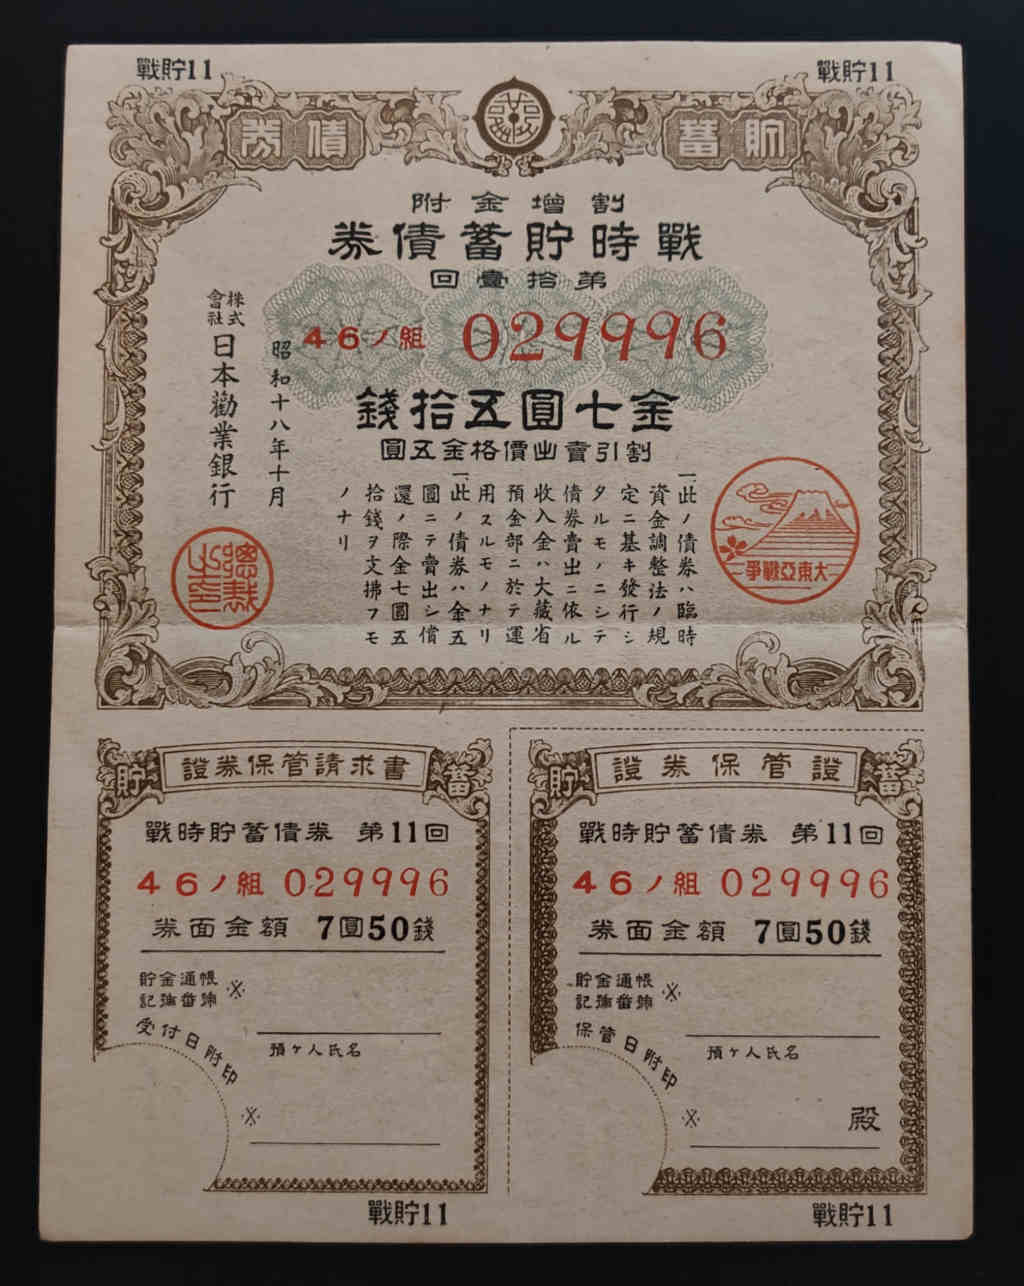 戰貯11
戰貯11
貯蓄
債券
割增金附
戰時貯蓄債券
第拾壹回
46ノ組 029996
金七圓五拾錢
割引賣出價格金五圓
一、此ノ債券ハ臨時
資金調整法ノ規
定ニ基キ發行シ
タルモノニシテ
債券賣出ニ依ル
收入金ハ大藏省
預金部ニ於テ運
用スルモノナリ
一、此ノ債券ハ金五
圓ニテ賣出シ償
還ノ際金七圓五
拾錢ヲ支拂フモ
ノナリ
昭和十八年十月
株式會社日本勸業銀行
大東亞戰爭
總裁之印
貯蓄
證券保管請求書
戰時貯蓄債券 第11回
46ノ組 029996
券面金額 7圓50錢
貯金通帳
記號番號
※
受付日附印
預ケ人氏名
※
貯蓄
證券保管證
戰時貯蓄債券 第11回
46ノ組 029996
券面金額 7圓50錢
貯金通帳
記號番號
※
保管日附印
預ケ人氏名
※
殿
戰貯11
戰貯11